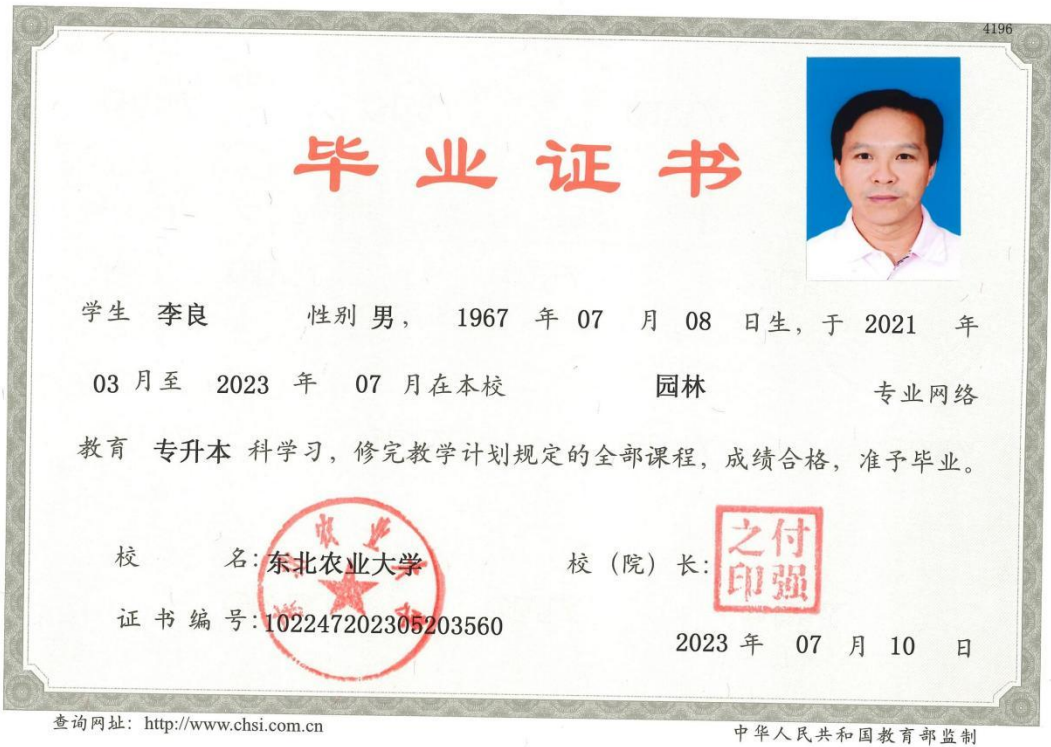 4196
毕业证书
学生 李良 性别 男， 1967 年 07 月 08 日生，于 2021 年
03 月至 2023 年 07 月在本校 园林 专业网络
教育 专升本 科学习，修完教学计划规定的全部课程，成绩合格，准予毕业。
校 名：东北农业大学 校（院）长：
之付
印强
证书编号：102247202305203560
2023 年 07 月 10 日
查询网址：http://www.chsi.com.cn
中华人民共和国教育部监制